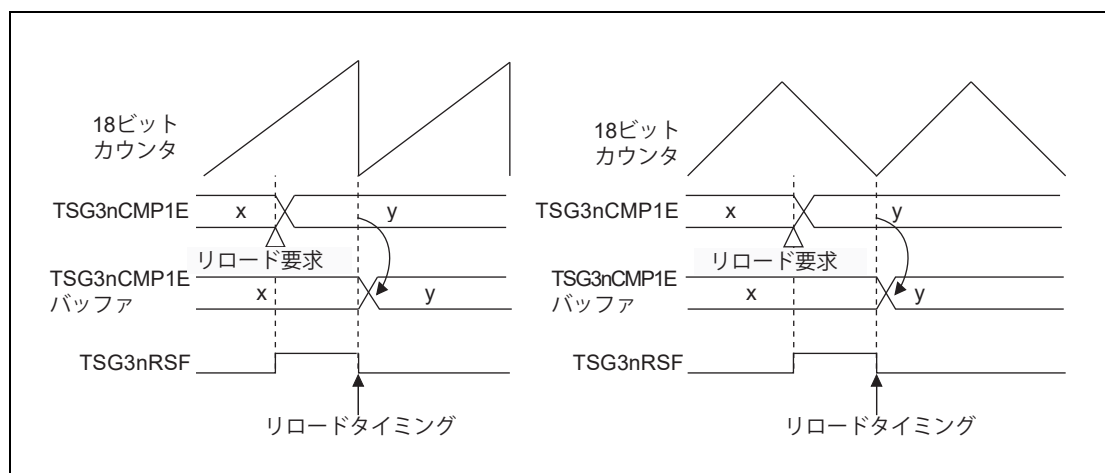 18ビット
カウンタ
TSG3nCMP1E
x
y
リロード要求
TSG3nCMP1E
バッファ
x
y
TSG3nRSF
リロードタイミング
18ビット
カウンタ
TSG3nCMP1E
x
y
リロード要求
TSG3nCMP1E
バッファ
x
y
TSG3nRSF
リロードタイミング